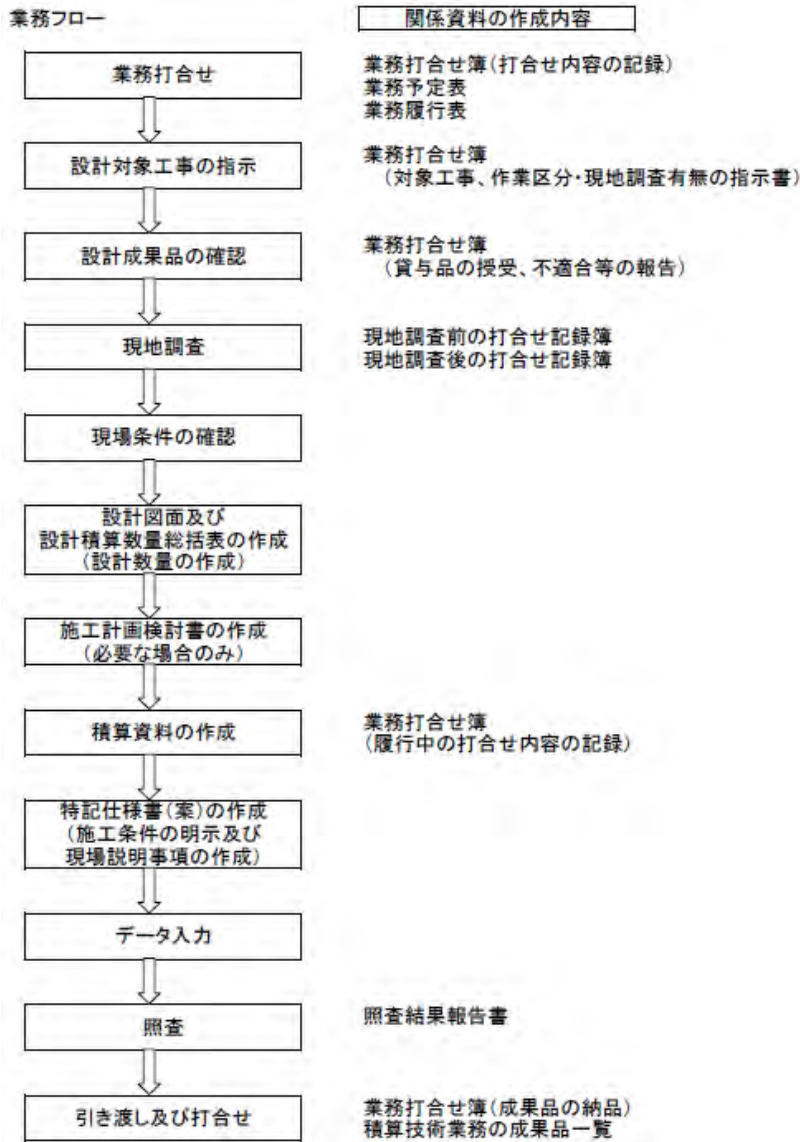 業務フロー
関係資料の作成内容
業務打合せ
業務打合せ簿(打合せ内容の記録)
業務予定表
業務履行表
設計対象工事の指示
業務打合せ簿
(対象工事、作業区分・現地調査有無の指示書)
設計成果品の確認
業務打合せ簿
(貸与品の授受、不適合等の報告)
現地調査
現地調査前の打合せ記録簿
現地調査後の打合せ記録簿
現場条件の確認
設計図面及び
設計積算数量総括表の作成
(設計数量の作成)
施工計画検討書の作成
(必要な場合のみ)
積算資料の作成
業務打合せ簿
(履行中の打合せ内容の記録)
特記仕様書(案)の作成
(施工条件の明示及び
現場説明事項の作成)
データ入力
照査
照査結果報告書
引き渡し及び打合せ
業務打合せ簿(成果品の納品)
積算技術業務の成果品一覧